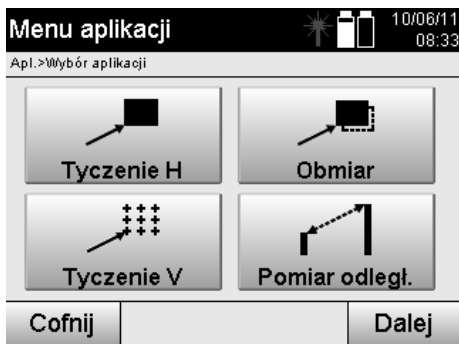 Menu aplikacji
10/06/11
08:33
Apl.>Wybór aplikacji
Tyczenie H
Obmiar
Tyczenie V
Pomiar odległ.
Cofnij
Dalej